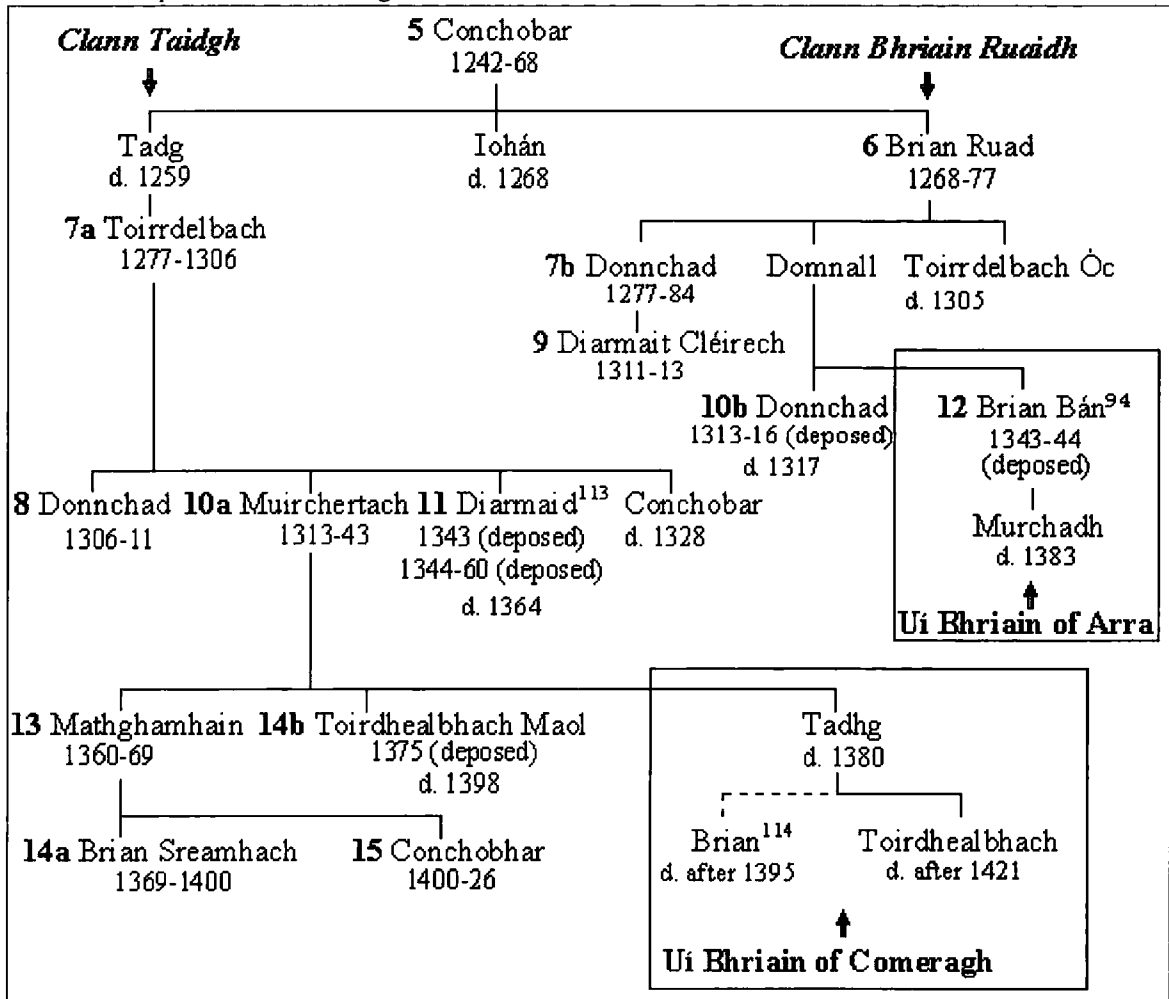 Clann Taidgh
5 Conchobar
1242-68
Clann Bhriain Ruaidh
Tadg
d. 1259
Iohán
d. 1268
6 Brian Ruad
1268-77
7a Toirrdelbach
1277-1306
7b Donnchad
1277-84
Domnall
Toirrdelbach Óc
d. 1305
9 Diarmait Cléirech
1311-13
10b Donnchad
1313-16 (deposed)
d. 1317
12 Brian Bán94
1343-44
(deposed)
Murchadh
d. 1383
Uí Bhriain of Arra
8 Donnchad
1306-11
10a Muirchertach
1313-43
11 Diarmaid113
1343 (deposed)
1344-60 (deposed)
d. 1364
Conchobar
d. 1328
13 Mathghamhain
1360-69
14b Toirdhealbhach Maol
1375 (deposed)
d. 1398
Tadhg
d. 1380
14a Brian Sreamhach
1369-1400
15 Conchobhar
1400-26
Brian114
d. after 1395
Toirdhealbhach
d. after 1421
Uí Bhriain of Comeragh